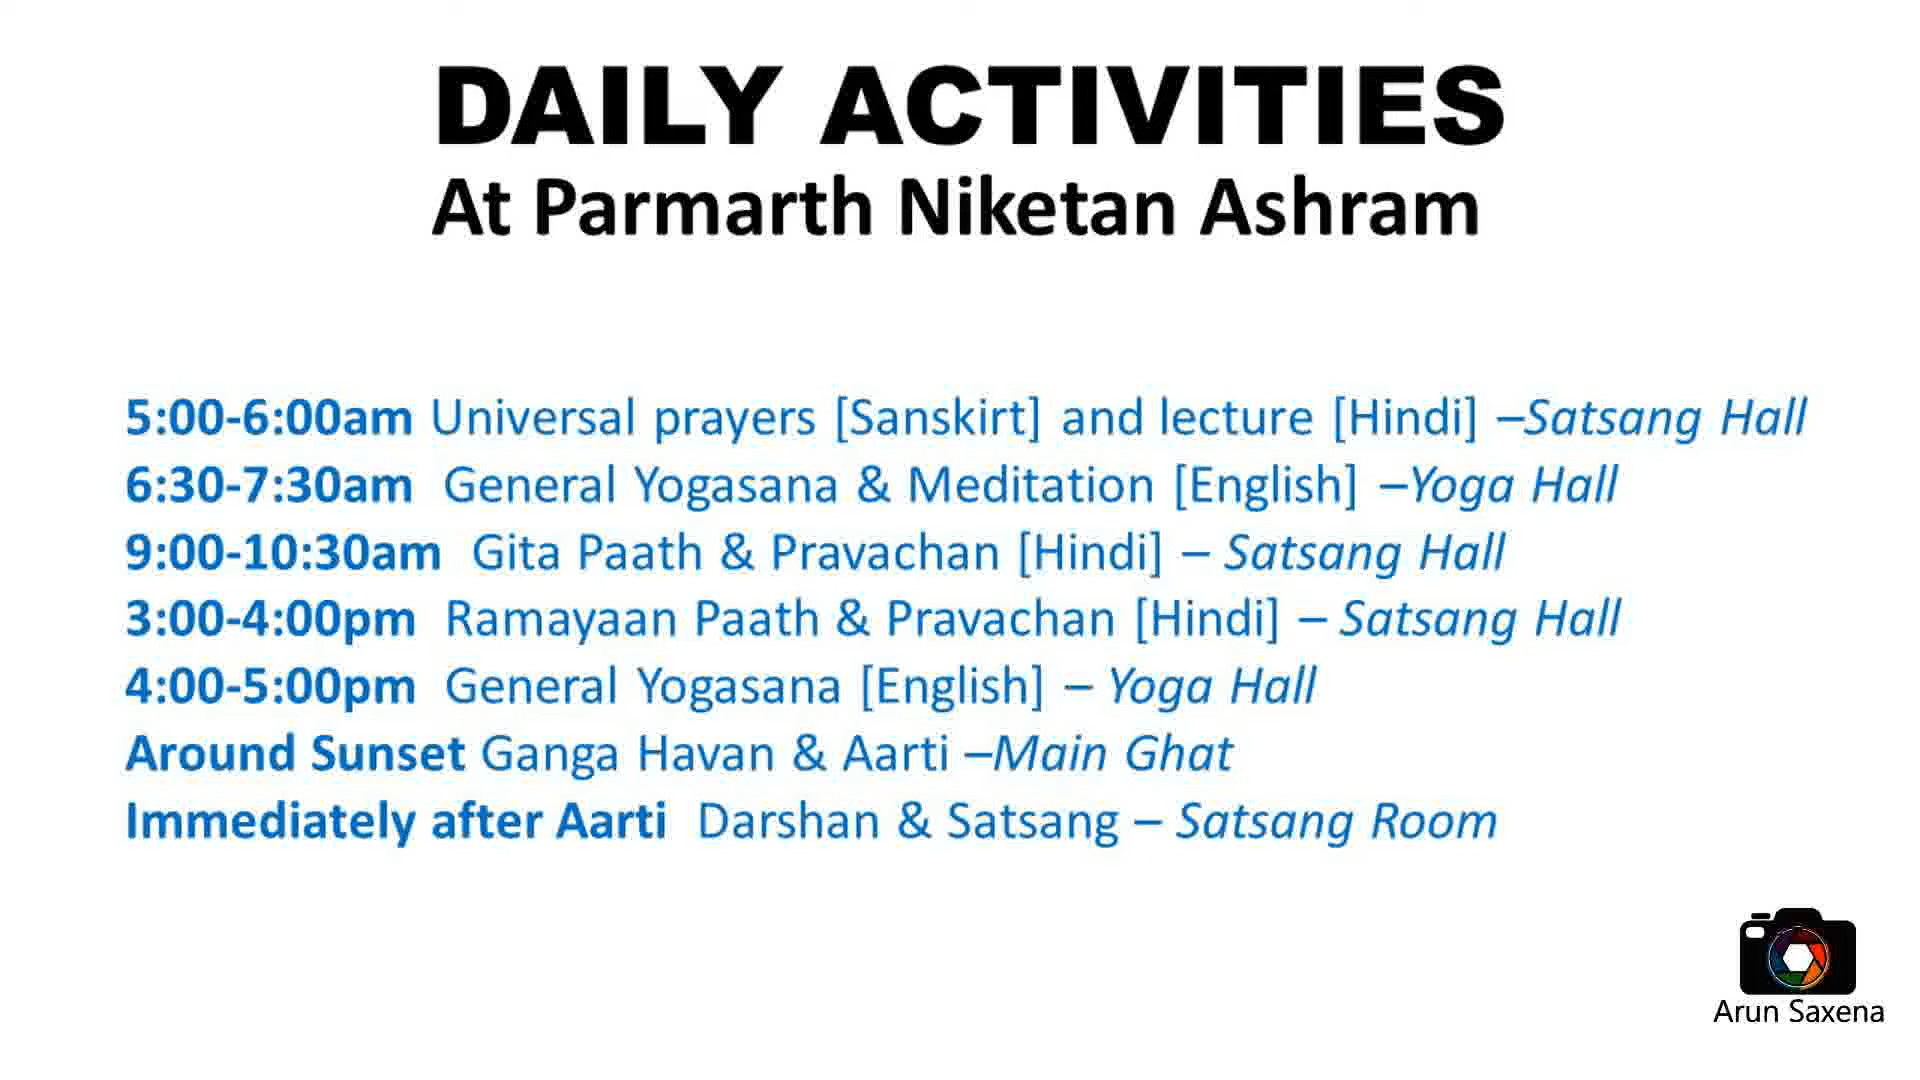 DAILY ACTIVITIES
At Parmarth Niketan Ashram
5:00-6:00am Universal prayers [Sanskirt] and lecture [Hindi] –Satsang Hall
6:30-7:30am General Yogasana & Meditation [English] –Yoga Hall
9:00-10:30am Gita Paath & Pravachan [Hindi] – Satsang Hall
3:00-4:00pm Ramayaan Paath & Pravachan [Hindi] – Satsang Hall
4:00-5:00pm General Yogasana [English] – Yoga Hall
Around Sunset Ganga Havan & Aarti –Main Ghat
Immediately after Aarti Darshan & Satsang – Satsang Room
Arun Saxena